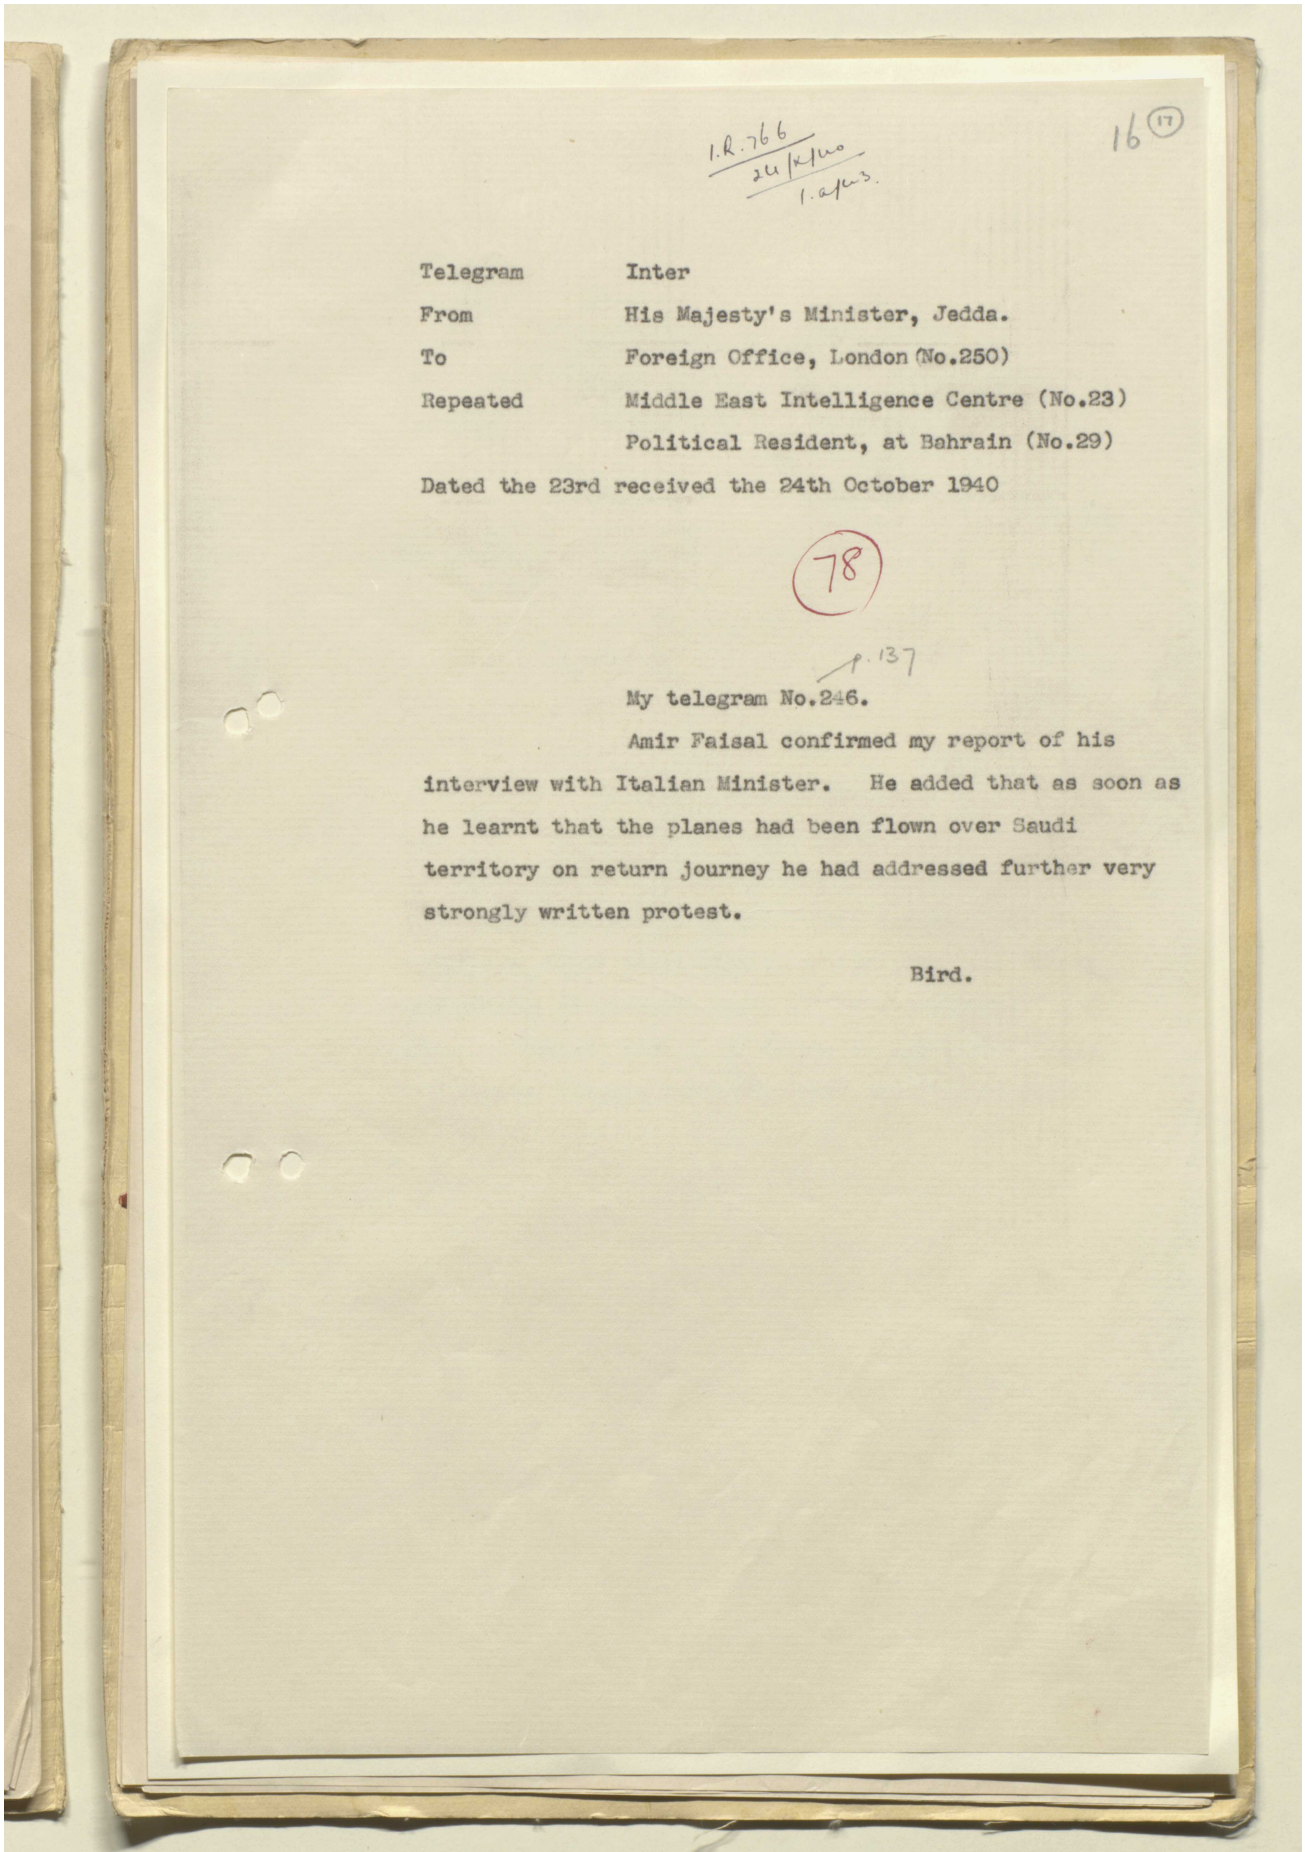 16 17
I.R. 766
24/X/40
1.a/43.
Telegram Inter
From His Majesty's Minister, Jedda.
To Foreign Office, London (No.250)
Repeated Middle East Intelligence Centre (No.23)
Political Resident, at Bahrain (No.29)
Dated the 23rd received the 24th October 1940
78
p. 137
My telegram No.246.
Amir Faisal confirmed my report of his
interview with Italian Minister. He added that as soon as
he learnt that the planes had been flown over Saudi
territory on return journey he had addressed further very
strongly written protest.
Bird.